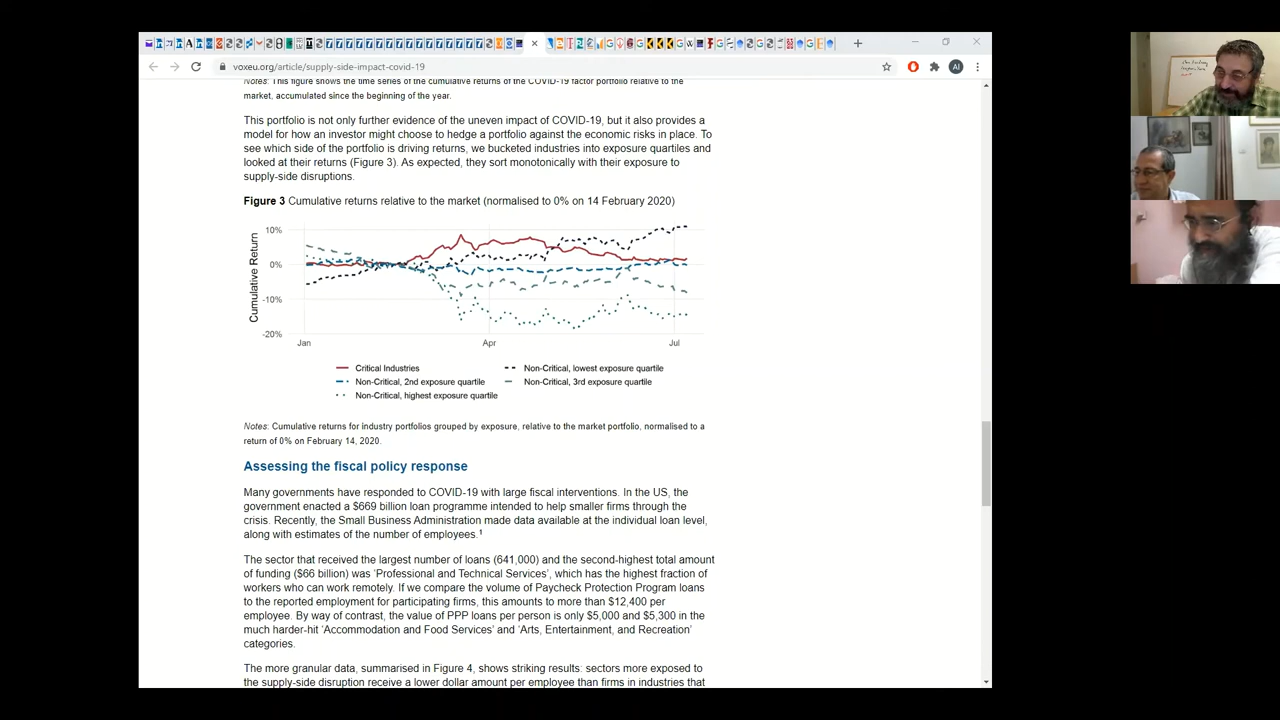 voxeu.org/article/supply-side-impact-covid-19
AI
Notes: This figure shows the time series of the cumulative returns of the COVID-19 factor portfolio relative to the
market, accumulated since the beginning of the year.
This portfolio is not only further evidence of the uneven impact of COVID-19, but it also provides a
model for how an investor might choose to hedge a portfolio against the economic risks in place. To
see which side of the portfolio is driving returns, we bucketed industries into exposure quartiles and
looked at their returns (Figure 3). As expected, they sort monotonically with their exposure to
supply-side disruptions.
Figure 3 Cumulative returns relative to the market (normalised to 0% on 14 February 2020)
Cumulative Return
10%
0%
-10%
-20%
Jan Apr Jul
Critical Industries Non-Critical, lowest exposure quartile
Non-Critical, 2nd exposure quartile Non-Critical, 3rd exposure quartile
Non-Critical, highest exposure quartile
Notes: Cumulative returns for industry portfolios grouped by exposure, relative to the market portfolio, normalised to a
return of 0% on February 14, 2020.
Assessing the fiscal policy response
Many governments have responded to COVID-19 with large fiscal interventions. In the US, the
government enacted a $669 billion loan programme intended to help smaller firms through the
crisis. Recently, the Small Business Administration made data available at the individual loan level,
along with estimates of the number of employees.1
The sector that received the largest number of loans (641,000) and the second-highest total amount
of funding ($66 billion) was ‘Professional and Technical Services’, which has the highest fraction of
workers who can work remotely. If we compare the volume of Paycheck Protection Program loans
to the reported employment for participating firms, this amounts to more than $12,400 per
employee. By way of contrast, the value of PPP loans per person is only $5,000 and $5,300 in the
much harder-hit ‘Accommodation and Food Services’ and ‘Arts, Entertainment, and Recreation’
categories.
The more granular data, summarised in Figure 4, shows striking results: sectors more exposed to
the supply-side disruption receive a lower dollar amount per employee than firms in industries that